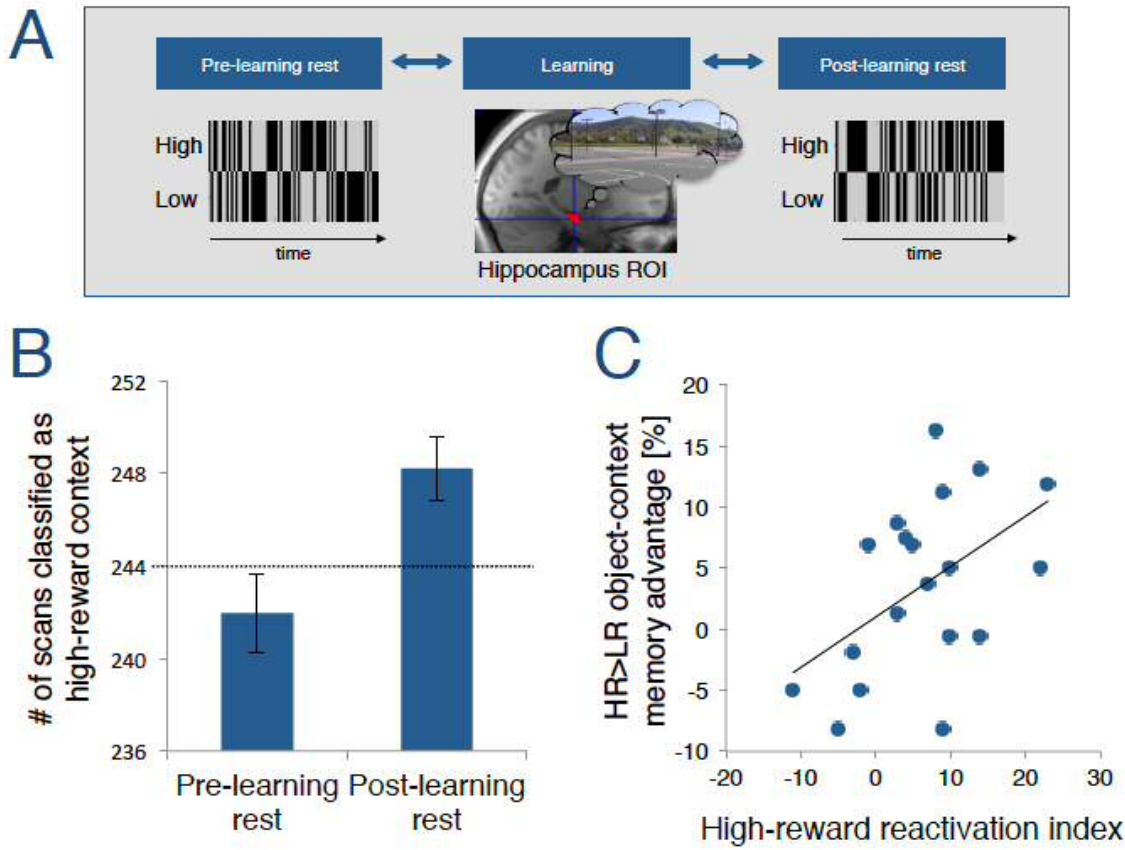 A
Pre-learning rest
Learning
Post-learning rest
High
Low
time
Hippocampus ROI
High
Low
time
B
# of scans classified as
high-reward context
252
248
244
240
236
Pre-learning
rest
Post-learning
rest
C
HR>LR object-context
memory advantage [%]
20
15
10
5
0
-5
-10
-20
-10
0
10
20
30
High-reward reactivation index